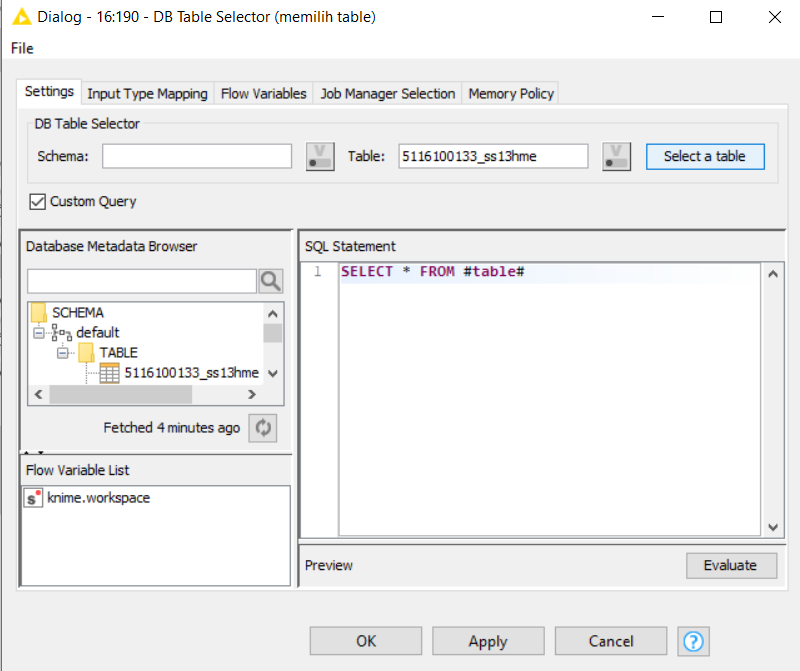 Dialog - 16:190 - DB Table Selector (memilih table)
File
Settings Input Type Mapping Flow Variables Job Manager Selection Memory Policy
DB Table Selector
Schema: Table: 5116100133_ss13hme Select a table
Custom Query
Database Metadata Browser
SCHEMA
default
TABLE
5116100133_ss13hme
Fetched 4 minutes ago
Flow Variable List
s knime.workspace
SQL Statement
1 SELECT * FROM #table#
Preview Evaluate
OK Apply Cancel ?